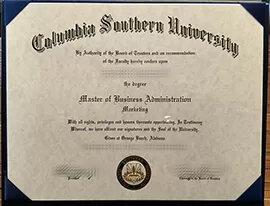 Columbia Southern University
By Authority of the Board of Trustees and on recommendation
of the Faculty hereby confers upon
the degree
Master of Business Administration
Marketing
With all rights, privileges and honors thereunto appertaining. In Testimony
Whereof, we have affixed our signatures and the Seal of the University.
Given at Orange Beach, Alabama